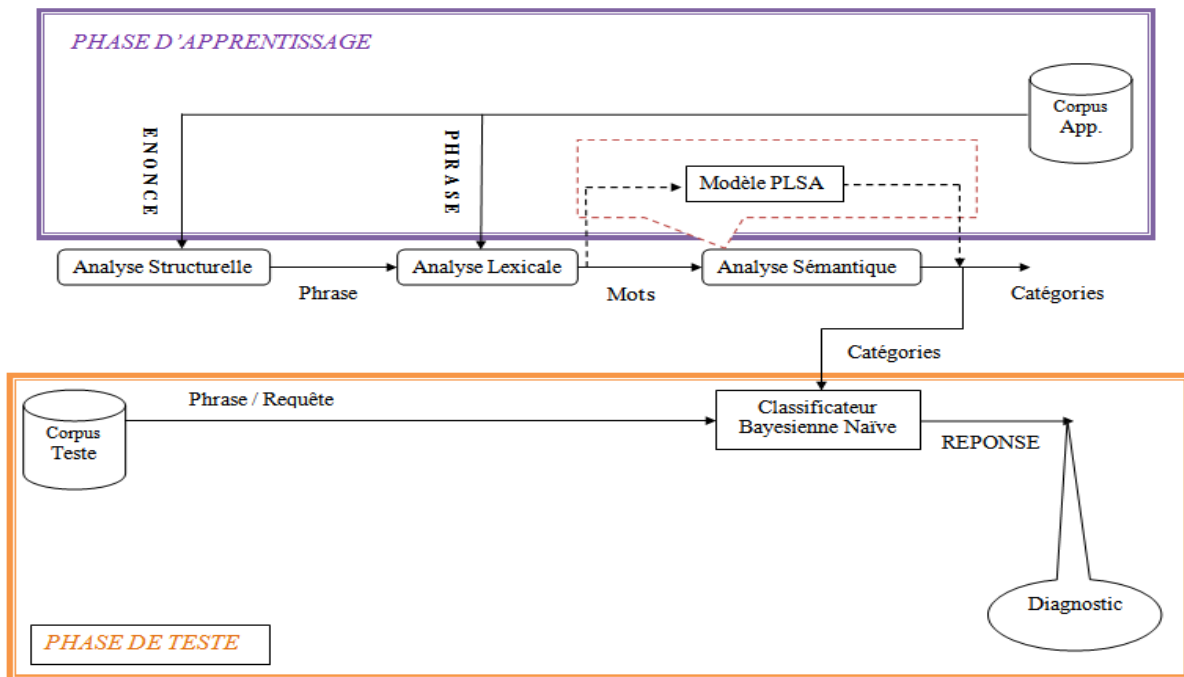 PHASE D'APPRENTISSAGE
Corpus
App.
ENONCE
PHRASE
Modèle PLSA
Analyse Structurelle
Analyse Lexicale
Analyse Sémantique
Phrase
Mots
Catégories
Catégories
Phrase / Requête
Classificateur
Bayesienne Naïve
Corpus
Teste
REPONSE
Diagnostic
PHASE DE TESTE